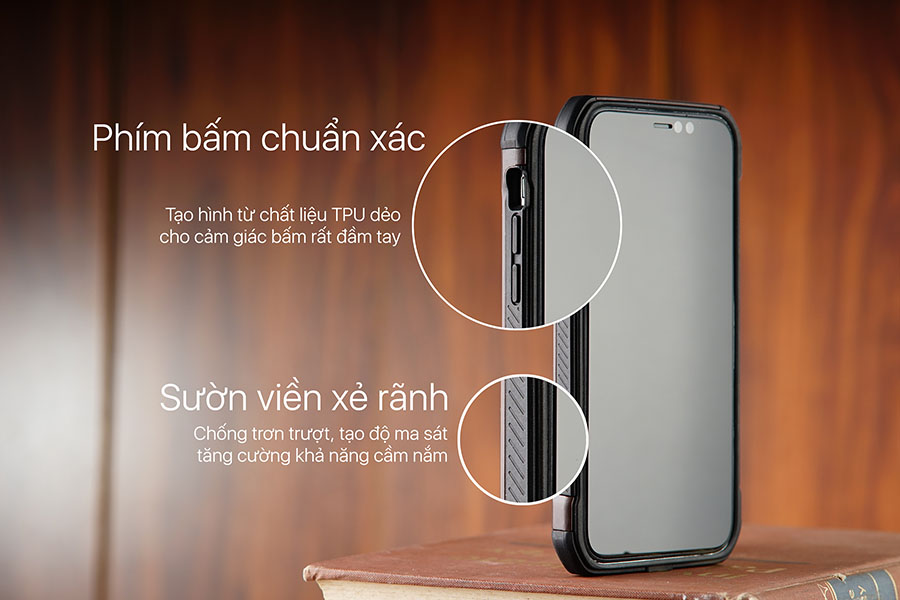 Phím bấm chuẩn xác
Tạo hình từ chất liệu TPU dẻo
cho cảm giác bấm rất đầm tay
Sườn viền xẻ rãnh
Chống trơn trượt, tạo độ ma sát
tăng cường khả năng cầm nắm